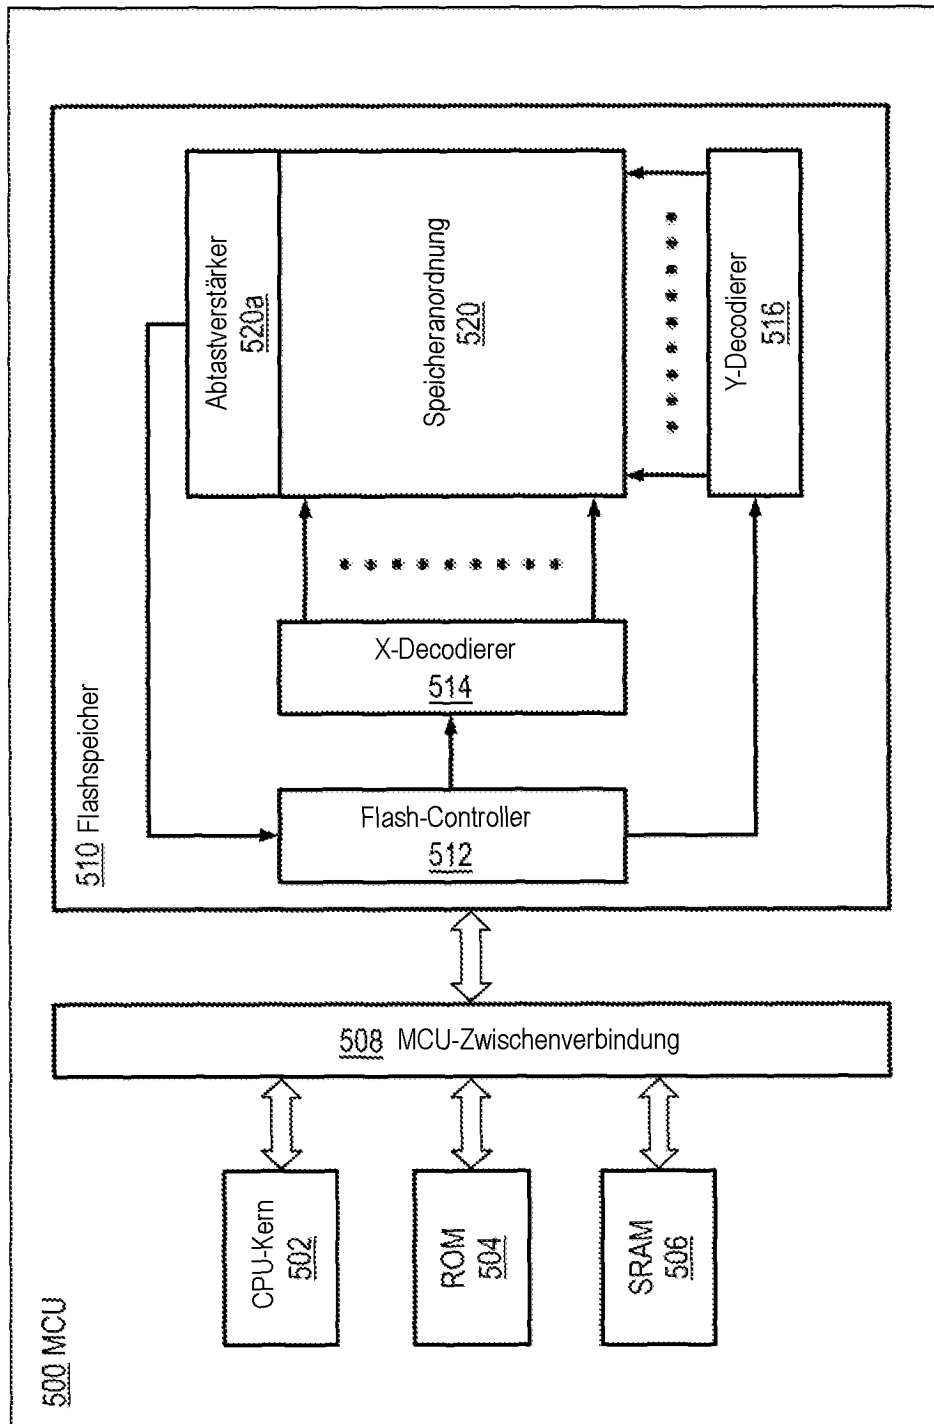 500 MCU
CPU-Kern
502
ROM
504
SRAM
506
508 MCU-Zwischenverbindung
510 Flashspeicher
Flash-Controller
512
X-Decodierer
514
Abtastverstärker
520a
Speicheranordnung
520
Y-Decodierer
516